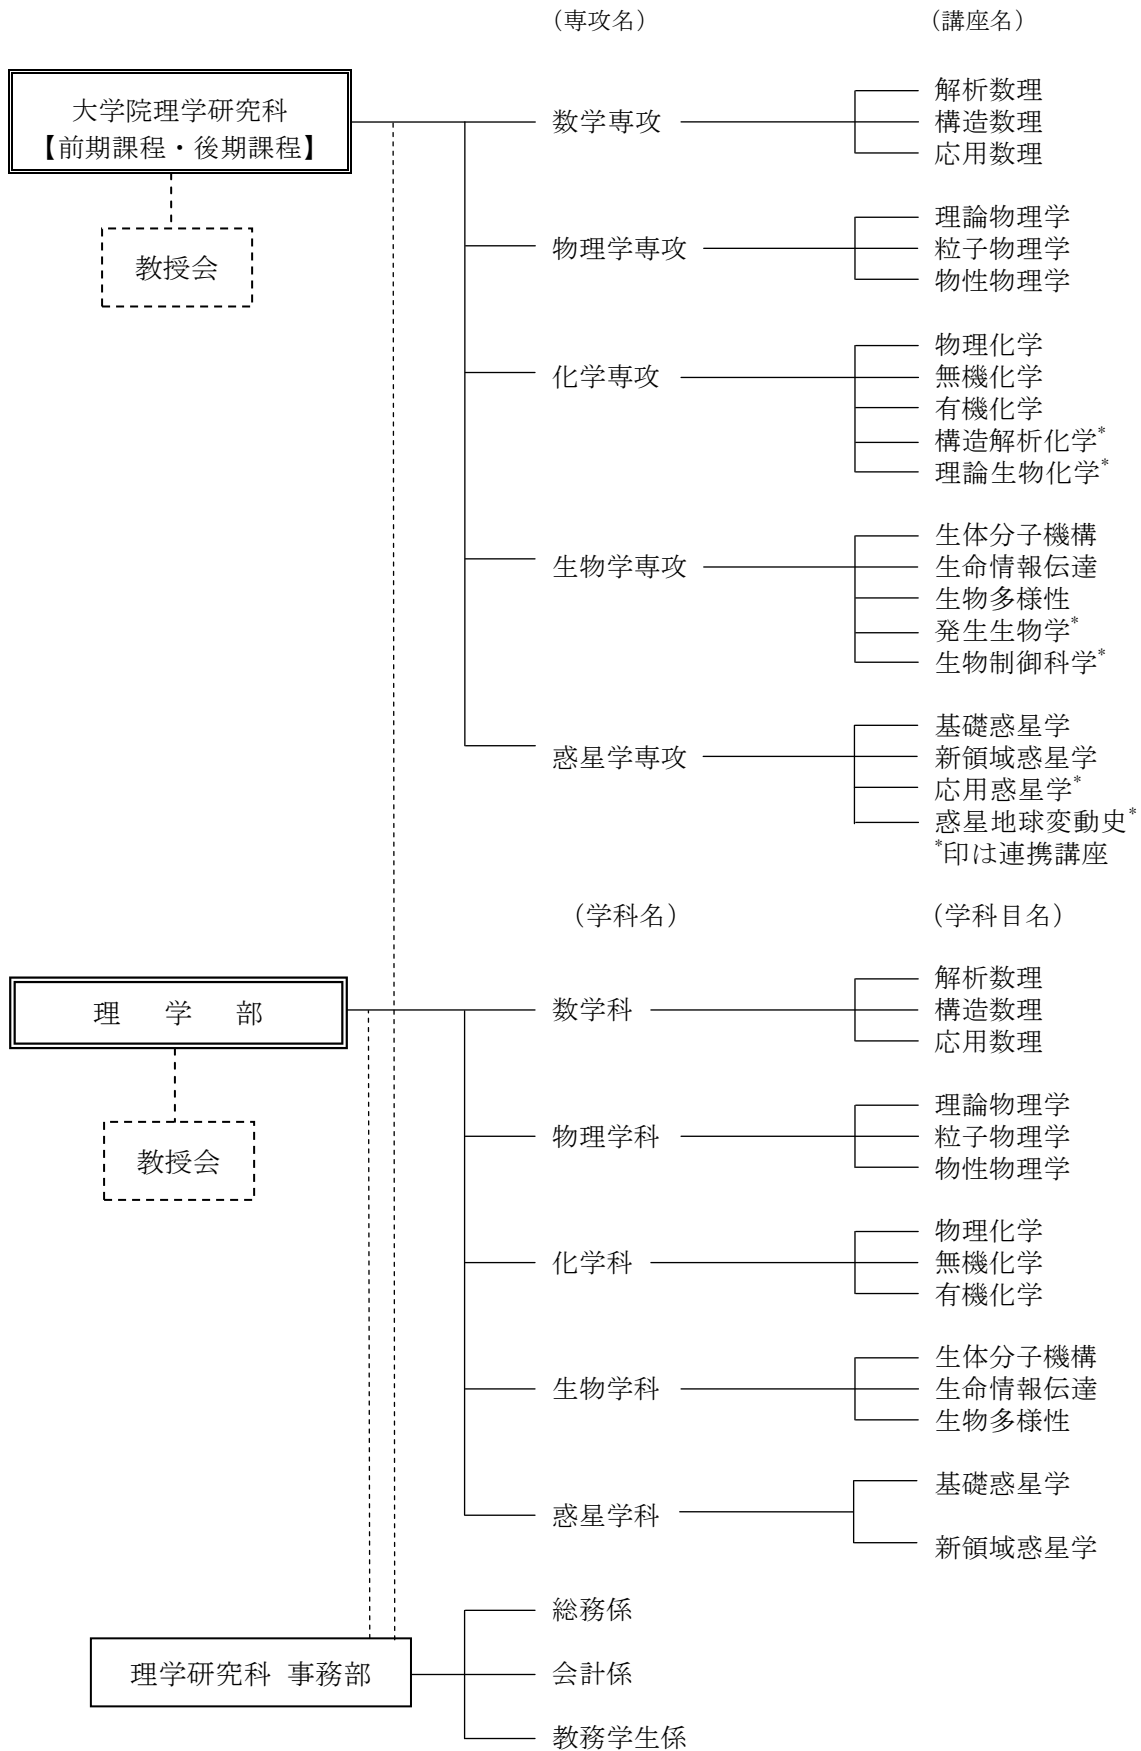 （専攻名）
（講座名）
大学院理学研究科
【前期課程・後期課程】
教授会
数学専攻
解析数理
構造数理
応用数理
物理学専攻
理論物理学
粒子物理学
物性物理学
化学専攻
物理化学
無機化学
有機化学
構造解析化学*
理論生物化学*
生物学専攻
生体分子機構
生命情報伝達
生物多様性
発生生物学*
生物制御科学*
惑星学専攻
基礎惑星学
新領域惑星学
応用惑星学*
惑星地球変動史*
*印は連携講座
（学科名）
（学科目名）
理　学　部
教授会
数学科
解析数理
構造数理
応用数理
物理学科
理論物理学
粒子物理学
物性物理学
化学科
物理化学
無機化学
有機化学
生物学科
生体分子機構
生命情報伝達
生物多様性
惑星学科
基礎惑星学
新領域惑星学
理学研究科 事務部
総務係
会計係
教務学生係